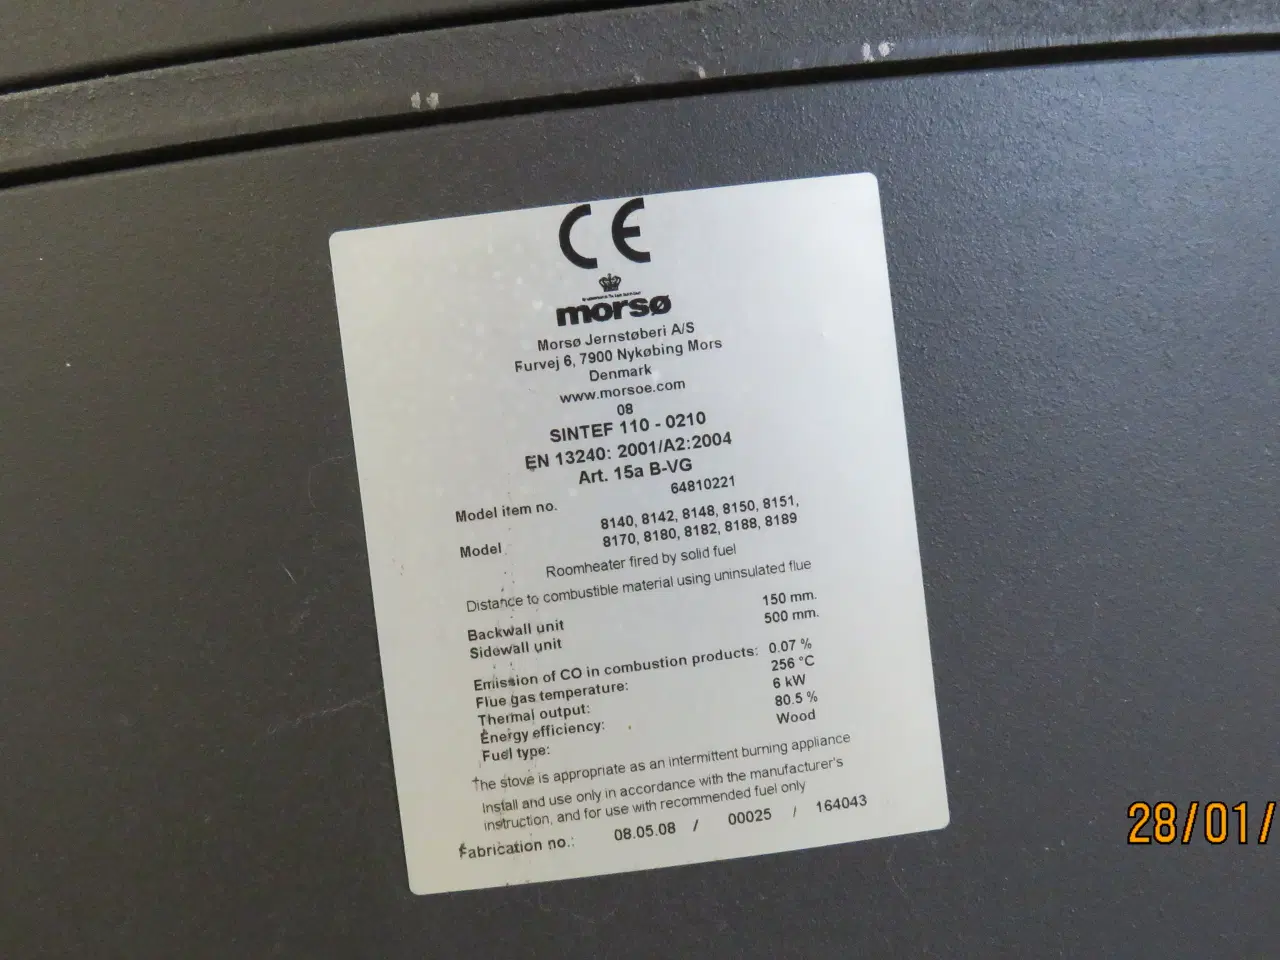 CE
morsø
Morsø Jernstøberi A/S
Furvej 6, 7900 Nykøbing Mors
Denmark
www.morsoe.com
08
SINTEF 110 - 0210
EN 13240: 2001/A2:2004
Art. 15a B-VG
Model item no. 64810221
Model 8140, 8142, 8148, 8150, 8151,
8170, 8180, 8182, 8188, 8189
Roomheater fired by solid fuel
Distance to combustible material using uninsulated flue
Backwall unit 150 mm.
Sidewall unit 500 mm.
Emission of CO in combustion products: 0.07 %
Flue gas temperature: 256 °C
Thermal output: 6 kW
Energy efficiency: 80.5 %
Fuel type: Wood
The stove is appropriate as an intermittent burning appliance
Install and use only in accordance with the manufacturer's
instruction, and for use with recommended fuel only
Fabrication no.: 08.05.08 / 00025 / 164043
28/01/